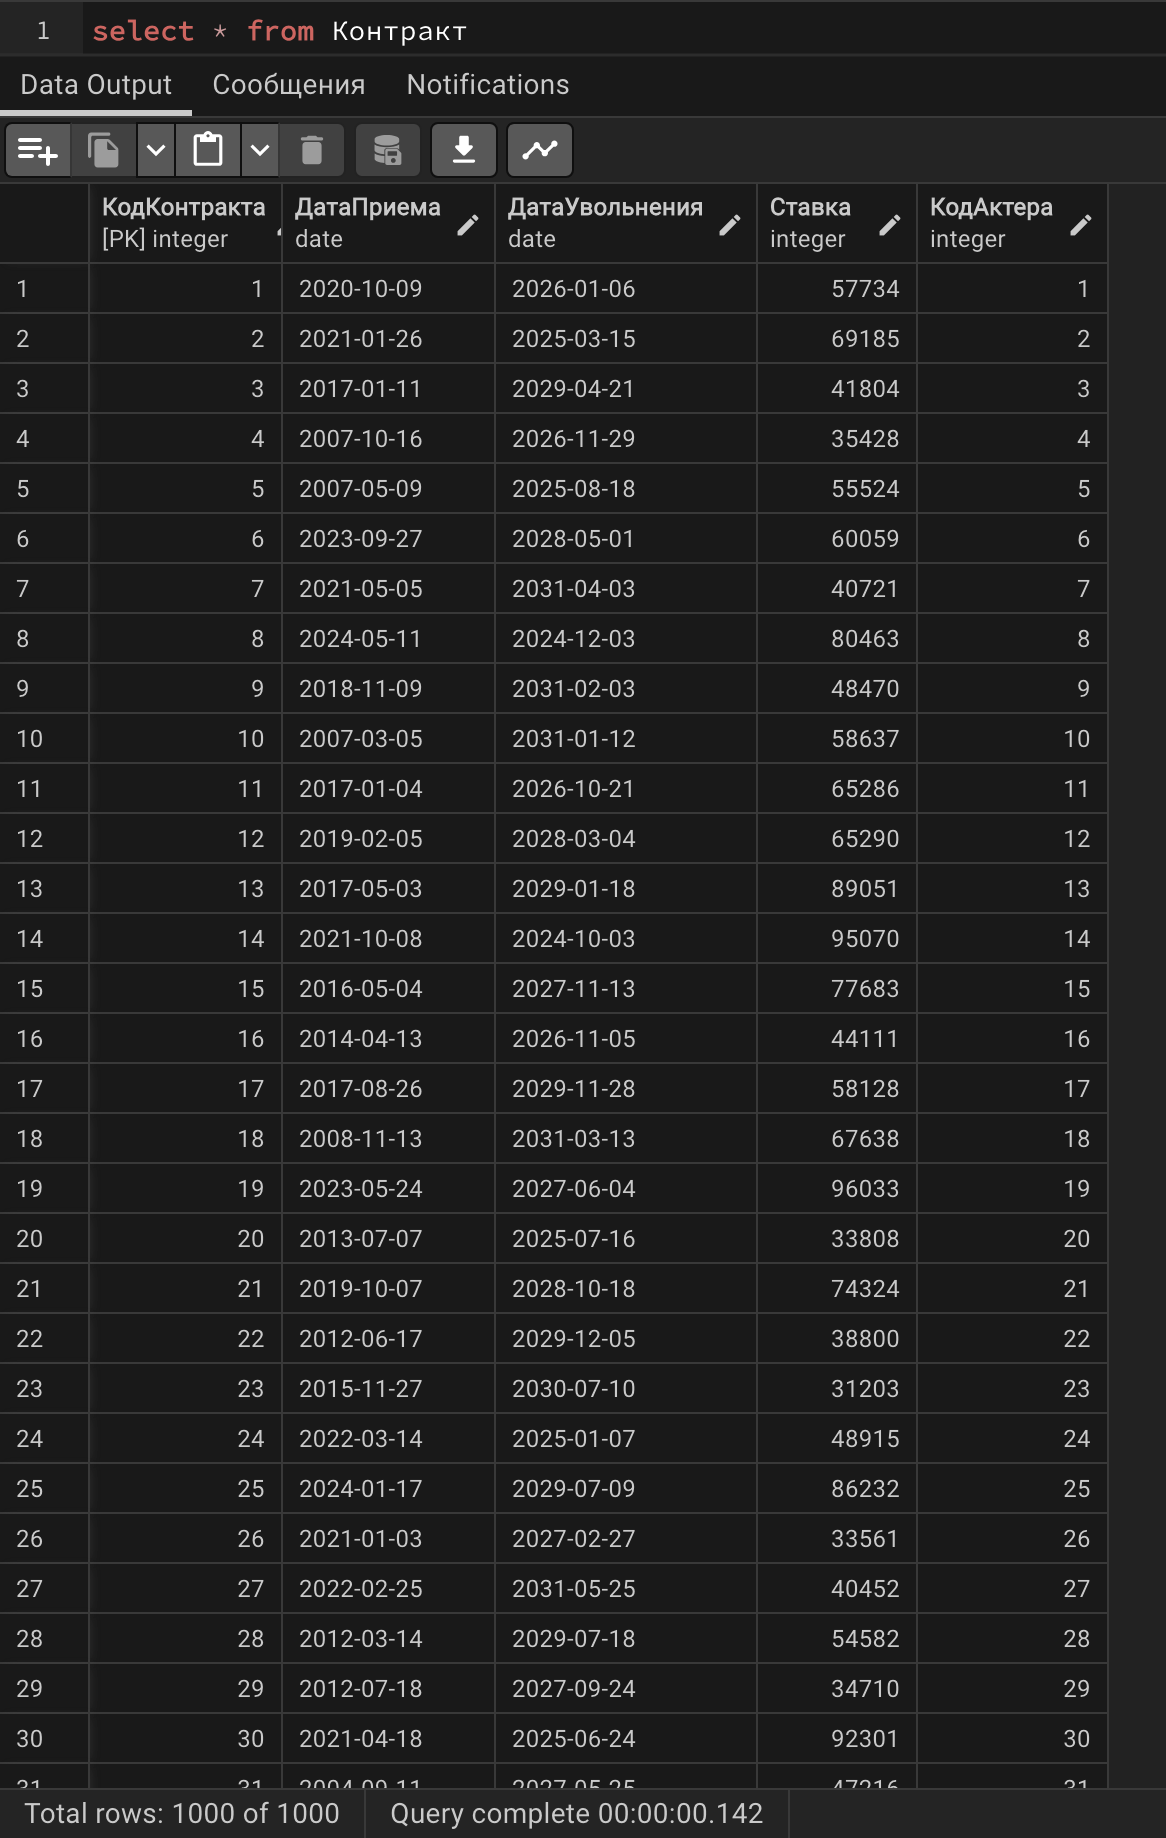 1 select * from Контракт
Data Output Сообщения Notifications
КодКонтракта ДатаПриема ДатаУвольнения Ставка КодАктера
[PK] integer date date integer integer
1 1 2020-10-09 2026-01-06 57734 1
2 2 2021-01-26 2025-03-15 69185 2
3 3 2017-01-11 2029-04-21 41804 3
4 4 2007-10-16 2026-11-29 35428 4
5 5 2007-05-09 2025-08-18 55524 5
6 6 2023-09-27 2028-05-01 60059 6
7 7 2021-05-05 2031-04-03 40721 7
8 8 2024-05-11 2024-12-03 80463 8
9 9 2018-11-09 2031-02-03 48470 9
10 10 2007-03-05 2031-01-12 58637 10
11 11 2017-01-04 2026-10-21 65286 11
12 12 2019-02-05 2028-03-04 65290 12
13 13 2017-05-03 2029-01-18 89051 13
14 14 2021-10-08 2024-10-03 95070 14
15 15 2016-05-04 2027-11-13 77683 15
16 16 2014-04-13 2026-11-05 44111 16
17 17 2017-08-26 2029-11-28 58128 17
18 18 2008-11-13 2031-03-13 67638 18
19 19 2023-05-24 2027-06-04 96033 19
20 20 2013-07-07 2025-07-16 33808 20
21 21 2019-10-07 2028-10-18 74324 21
22 22 2012-06-17 2029-12-05 38800 22
23 23 2015-11-27 2030-07-10 31203 23
24 24 2022-03-14 2025-01-07 48915 24
25 25 2024-01-17 2029-07-09 86232 25
26 26 2021-01-03 2027-02-27 33561 26
27 27 2022-02-25 2031-05-25 40452 27
28 28 2012-03-14 2029-07-18 54582 28
29 29 2012-07-18 2027-09-24 34710 29
30 30 2021-04-18 2025-06-24 92301 30
31 31 31
Total rows: 1000 of 1000 Query complete 00:00:00.142